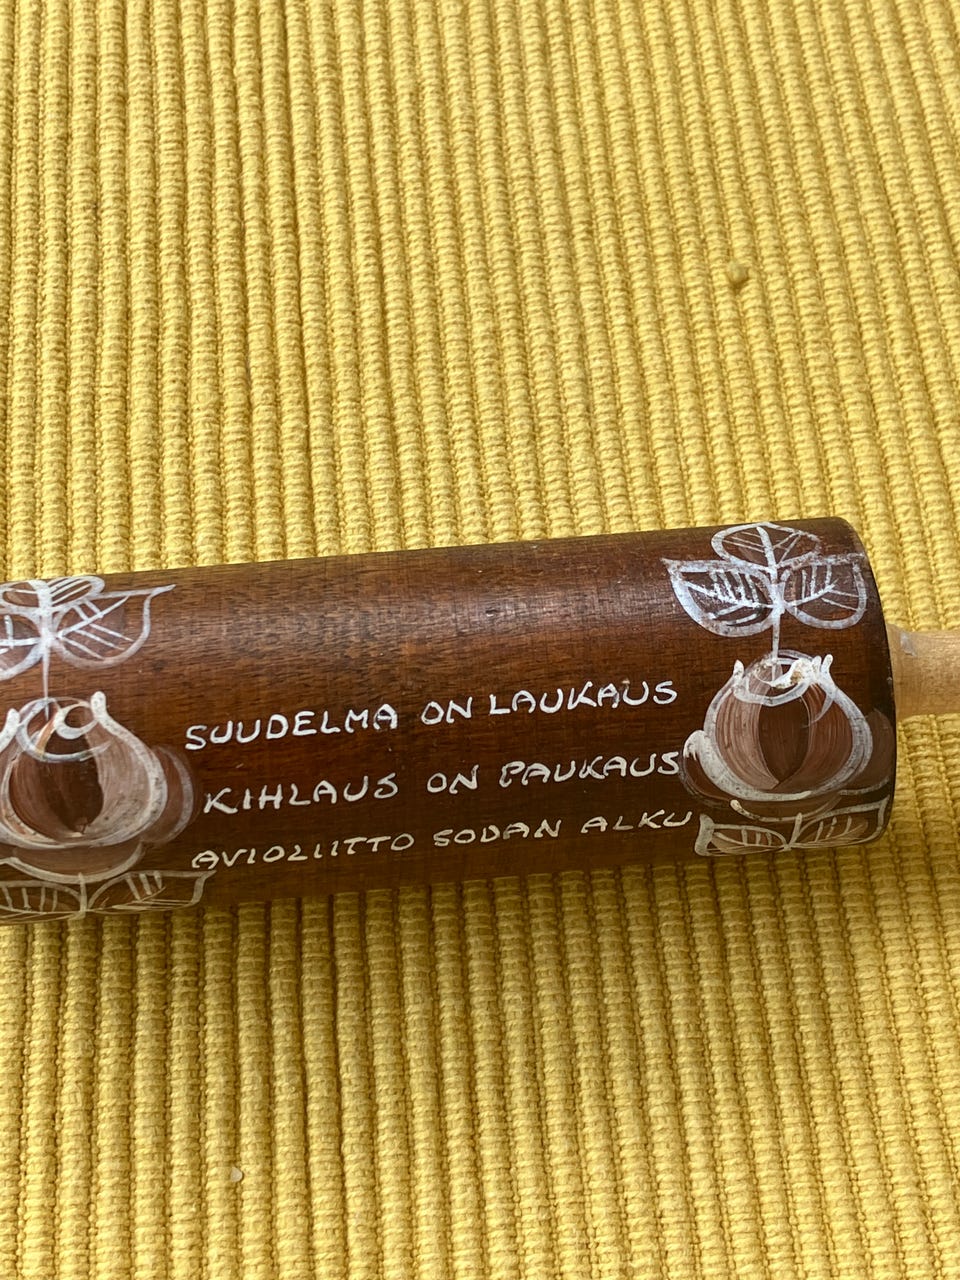 SUUDELMA ON LAUKAUS
KIHLAUS ON PAUKAUS
AVIOLIITTO SODAN ALKU